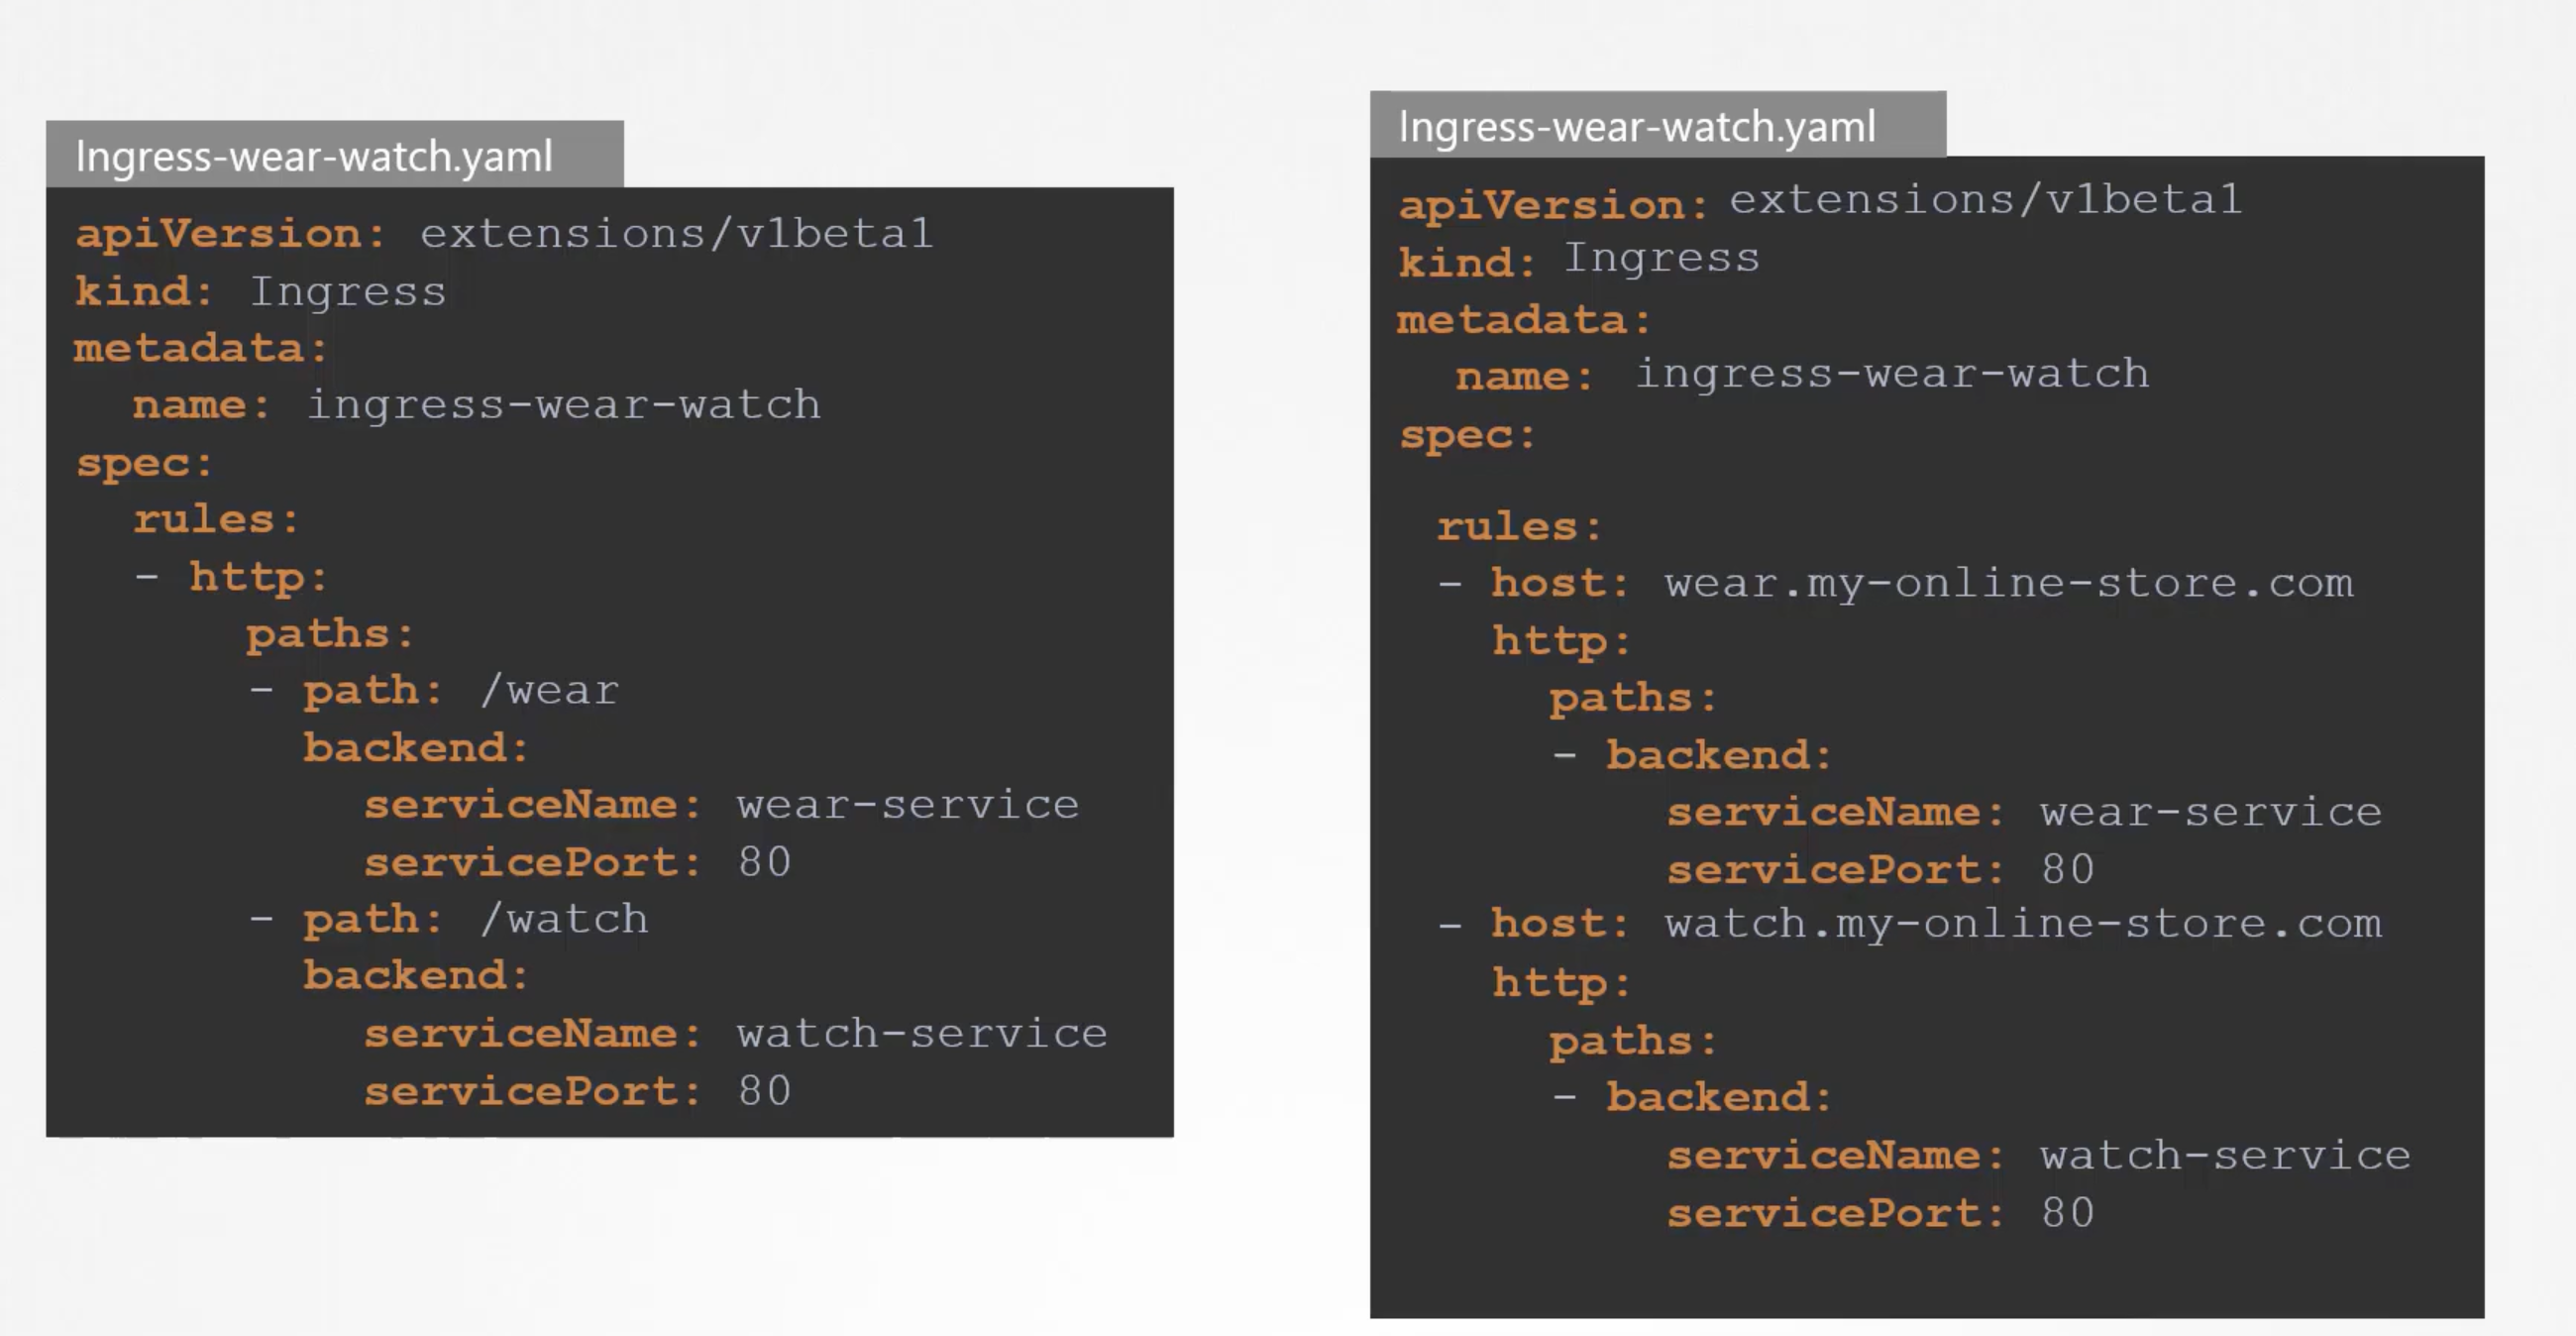 Ingress-wear-watch.yaml
apiVersion: extensions/v1beta1
kind: Ingress
metadata:
  name: ingress-wear-watch
spec:
  rules:
  - http:
      paths:
      - path: /wear
        backend:
          serviceName: wear-service
          servicePort: 80
      - path: /watch
        backend:
          serviceName: watch-service
          servicePort: 80
Ingress-wear-watch.yaml
apiVersion: extensions/v1beta1
kind: Ingress
metadata:
  name: ingress-wear-watch
spec:
  rules:
  - host: wear.my-online-store.com
    http:
      paths:
      - backend:
          serviceName: wear-service
          servicePort: 80
  - host: watch.my-online-store.com
    http:
      paths:
      - backend:
          serviceName: watch-service
          servicePort: 80